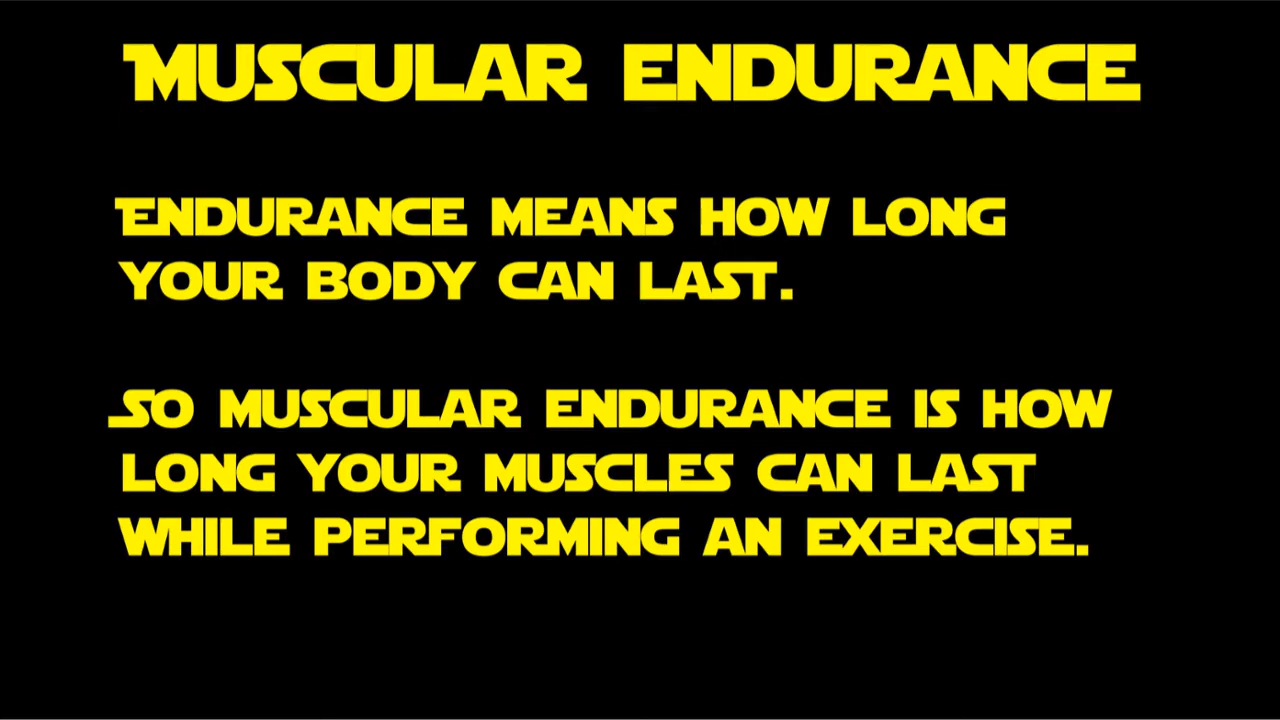 Muscular Endurance
Endurance means how long
your body can last.
So muscular endurance is how
long your muscles can last
while performing an exercise.